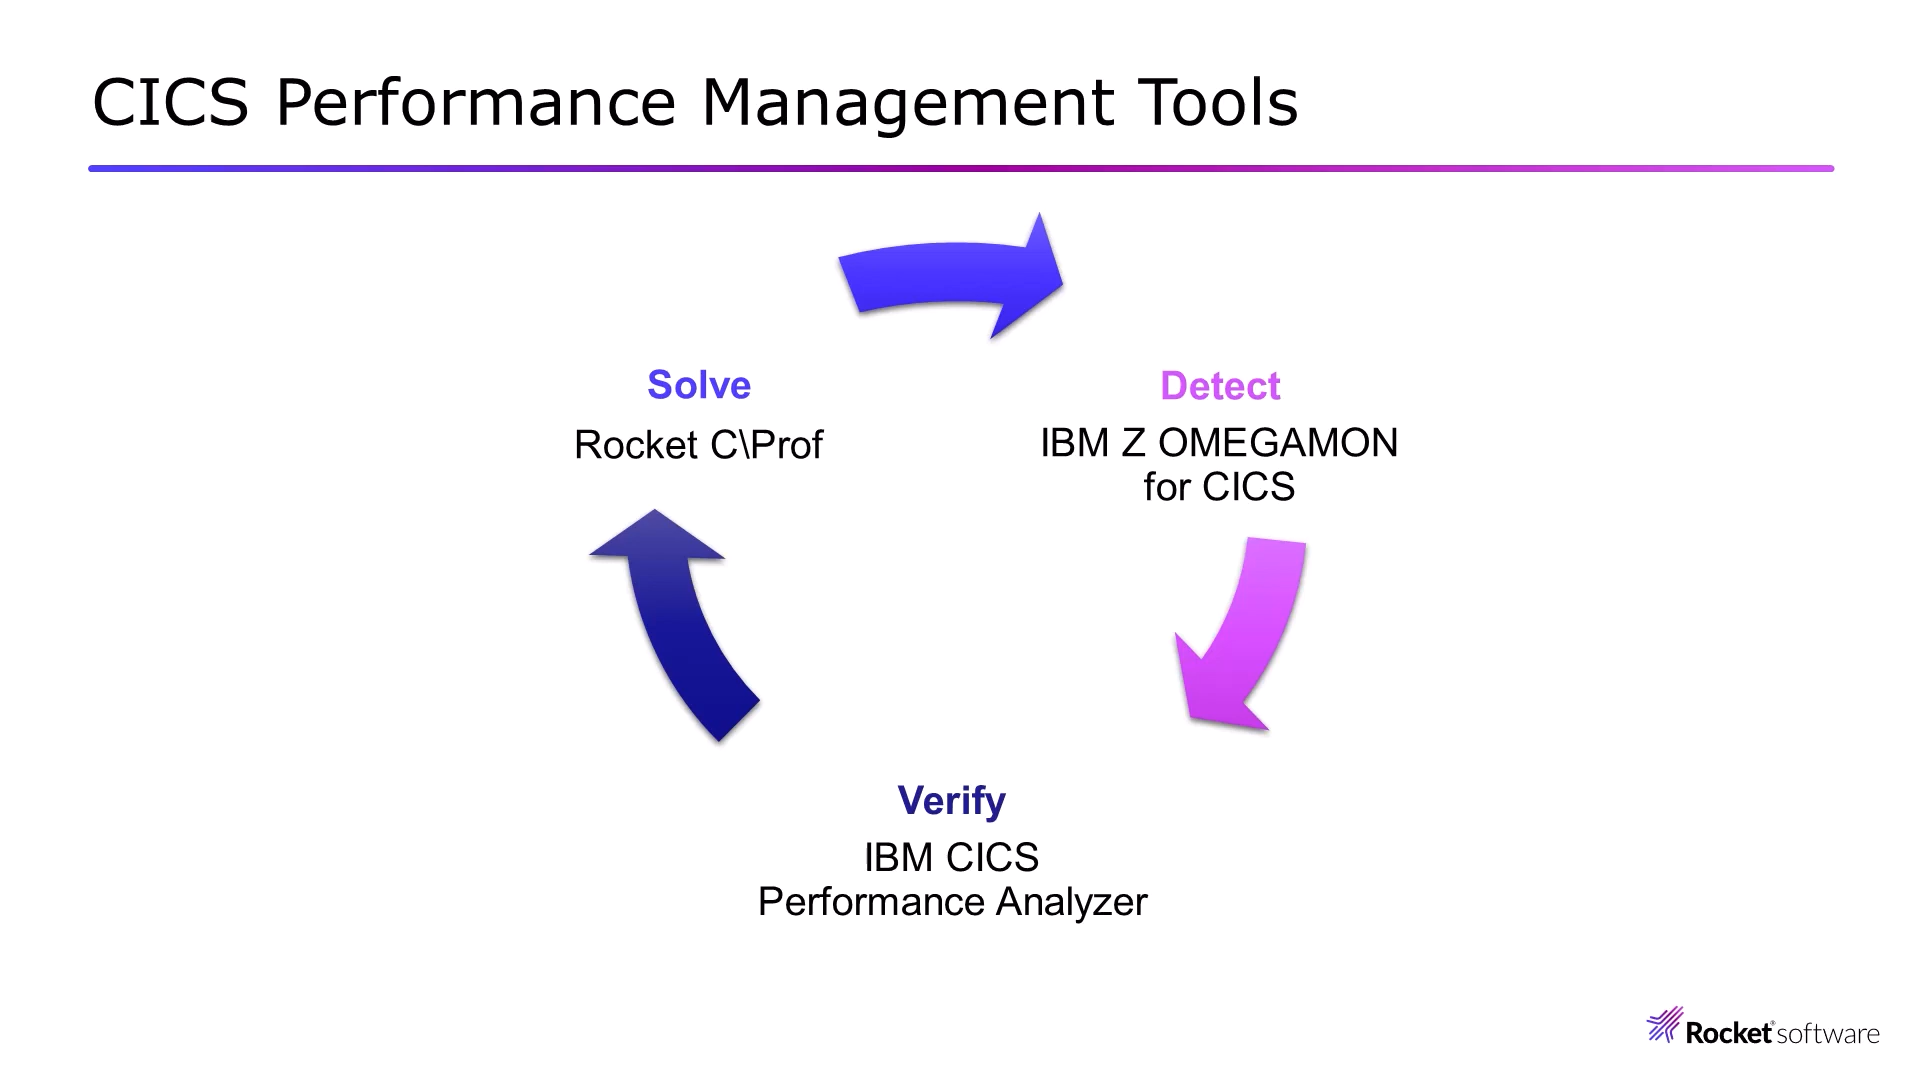 CICS Performance Management Tools
Solve
Rocket C\Prof
Detect
IBM Z OMEGAMON
for CICS
Verify
IBM CICS
Performance Analyzer
Rocket® software